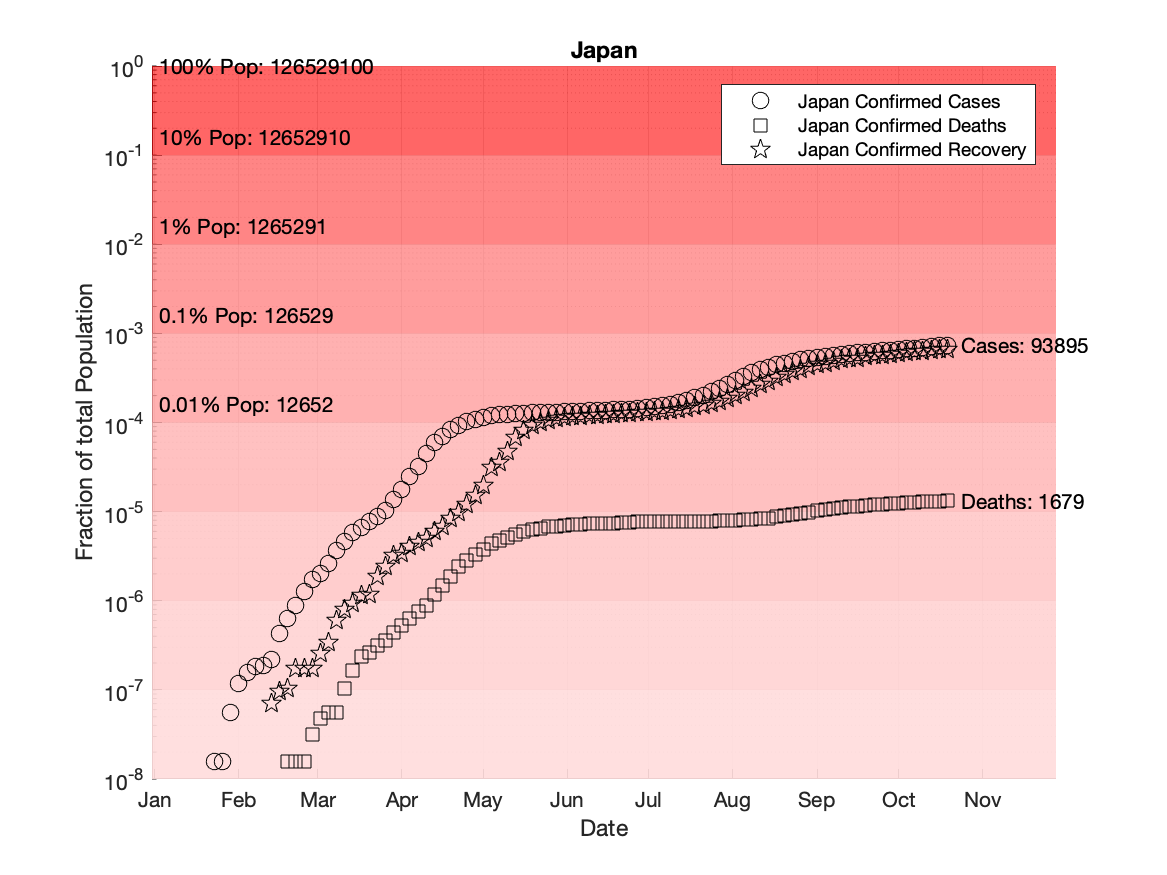 Japan
10^0
100% Pop: 126529100
Japan Confirmed Cases
Japan Confirmed Deaths
Japan Confirmed Recovery
10% Pop: 12652910
10^-1
1% Pop: 1265291
10^-2
0.1% Pop: 126529
10^-3
Cases: 93895
0.01% Pop: 12652
10^-4
Deaths: 1679
10^-5
10^-6
10^-7
10^-8
Fraction of total Population
Jan Feb Mar Apr May Jun Jul Aug Sep Oct Nov
Date